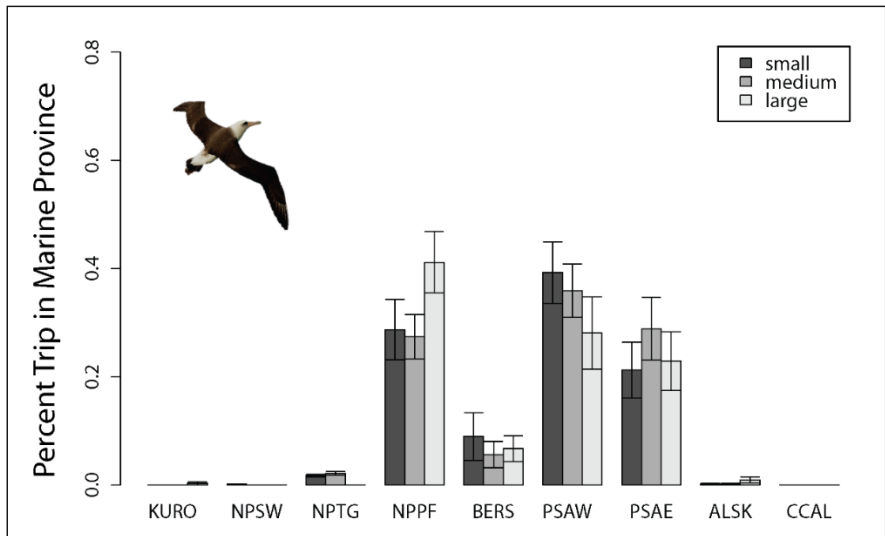 Percent Trip in Marine Province
0.8
0.6
0.4
0.2
0.0
small
medium
large
KURO NPSW NPTG NPPF BERS PSAW PSAE ALSK CCAL